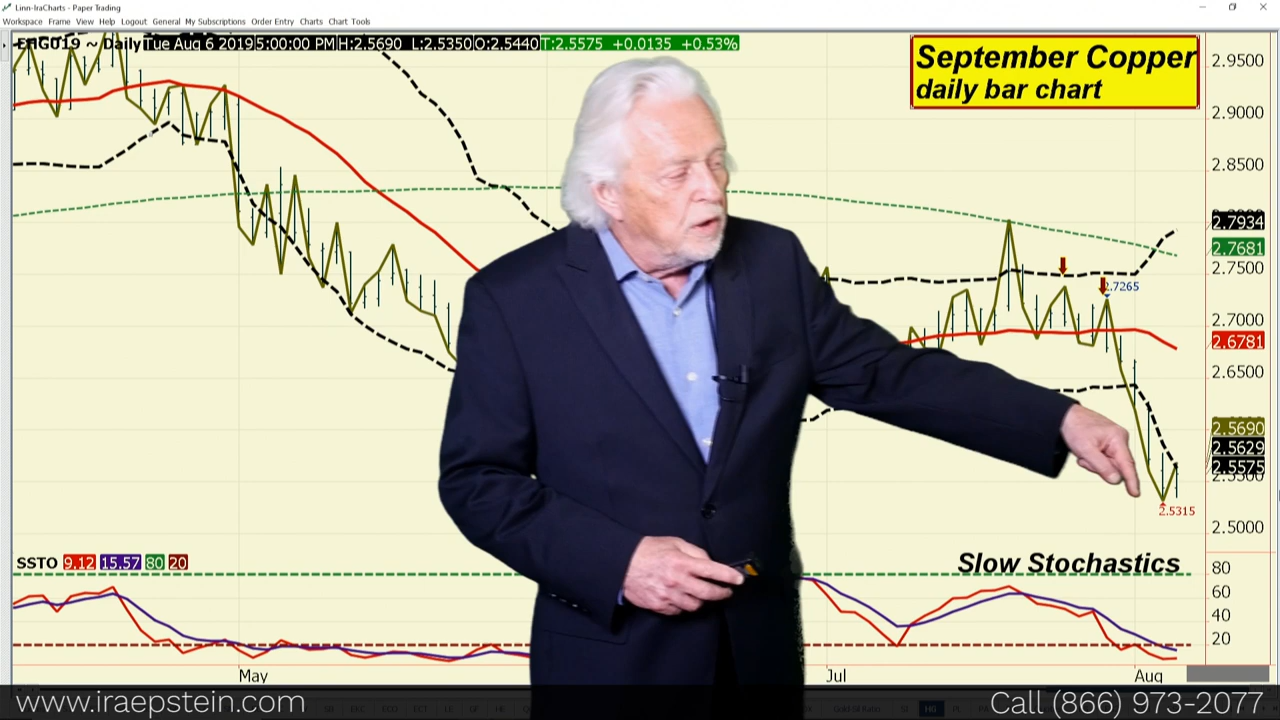 Linn-IraCharts - Paper Trading
Workspace Frame View Help Logout General My Subscriptions Order Entry Charts Chart Tools
~ Daily Tue Aug 6 2019 5:00:00 PM H:2.5690 L:2.5350 O:2.5440 T:2.5575 +0.0135 +0.53%
September Copper
daily bar chart
2.9500
2.9000
2.8500
2.7934
2.7681
2.7500
2.7265
2.7000
2.6781
2.6500
2.5690
2.5629
2.5575
2.5315
2.5000
SSTO 9.12 15.57 80 20
Slow Stochastics
80
60
40
20
May
Jul
Aug
www.iraepstein.com
Call (866) 973-2077